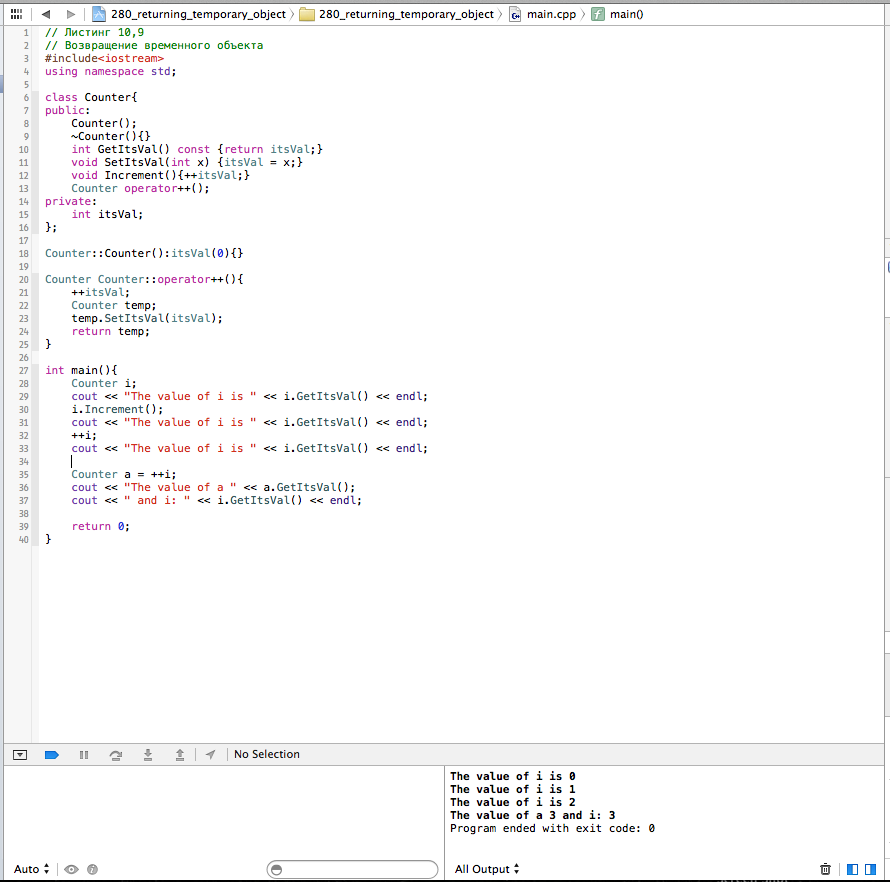 280_returning_temporary_object 280_returning_temporary_object main.cpp main()
1 // Листинг 10,9
2 // Возвращение временного объекта
3 #include<iostream>
4 using namespace std;
5
6 class Counter{
7 public:
8 Counter();
9 ~Counter(){}
10 int GetItsVal() const {return itsVal;}
11 void SetItsVal(int x) {itsVal = x;}
12 void Increment(){++itsVal;}
13 Counter operator++();
14 private:
15 int itsVal;
16 };
17
18 Counter::Counter():itsVal(0){}
19
20 Counter Counter::operator++(){
21 ++itsVal;
22 Counter temp;
23 temp.SetItsVal(itsVal);
24 return temp;
25 }
26
27 int main(){
28 Counter i;
29 cout << "The value of i is " << i.GetItsVal() << endl;
30 i.Increment();
31 cout << "The value of i is " << i.GetItsVal() << endl;
32 ++i;
33 cout << "The value of i is " << i.GetItsVal() << endl;
34
35 Counter a = ++i;
36 cout << "The value of a " << a.GetItsVal();
37 cout << " and i: " << i.GetItsVal() << endl;
38
39 return 0;
40 }
No Selection
The value of i is 0
The value of i is 1
The value of i is 2
The value of a 3 and i: 3
Program ended with exit code: 0
Auto All Output